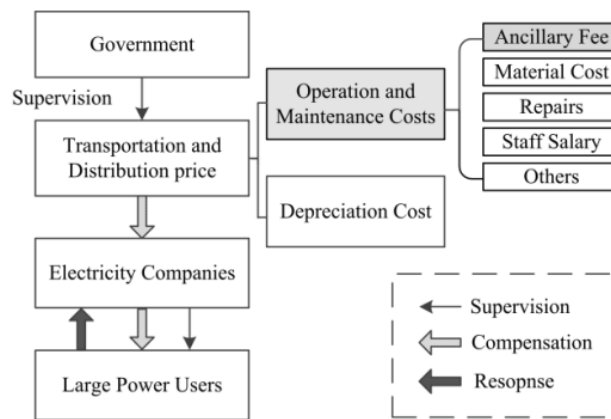 Government
Supervision
Transportation and
Distribution price
Electricity Companies
Large Power Users
Operation and
Maintenance Costs
Depreciation Cost
Ancillary Fee
Material Cost
Repairs
Staff Salary
Others
Supervision
Compensation
Resopnse